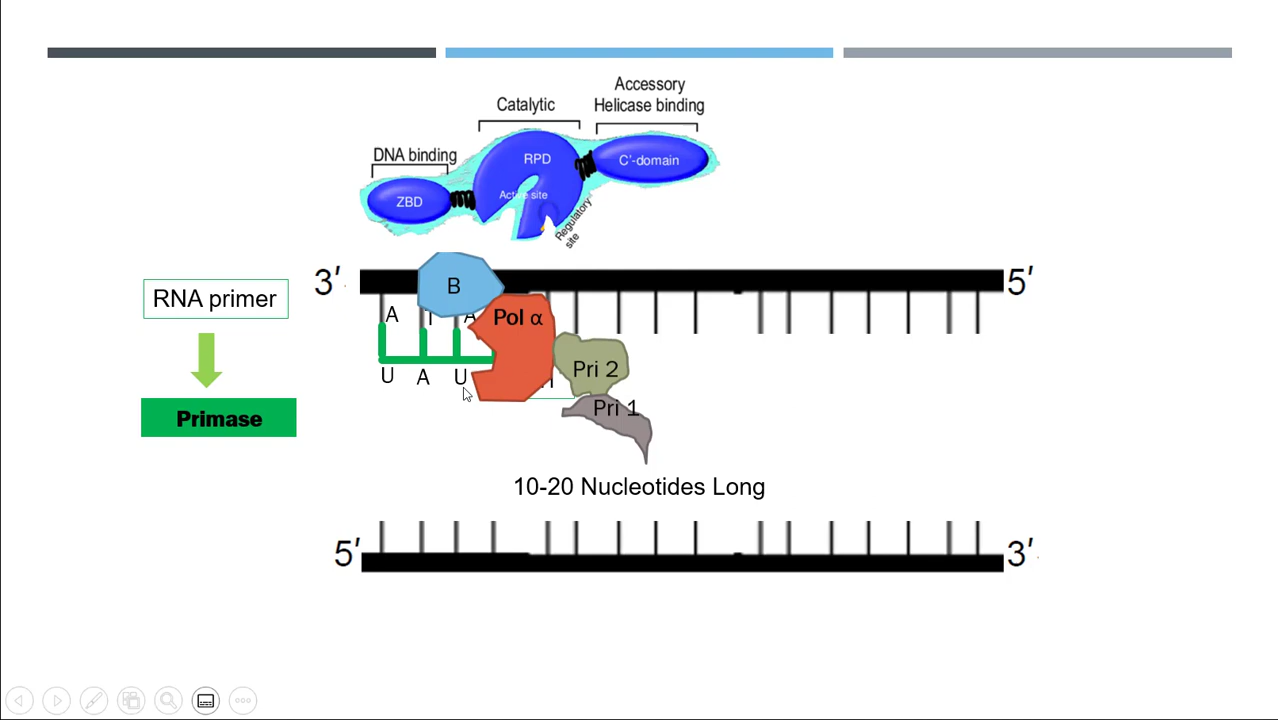 Accessory
Catalytic
Helicase binding
DNA binding
RPD
C'-domain
Active site
ZBD
Regulatory
site
3′
5′
B
RNA primer
A
A
Pol α
Pri 2
U
A
U
Pri 1
Primase
10-20 Nucleotides Long
5′
3′